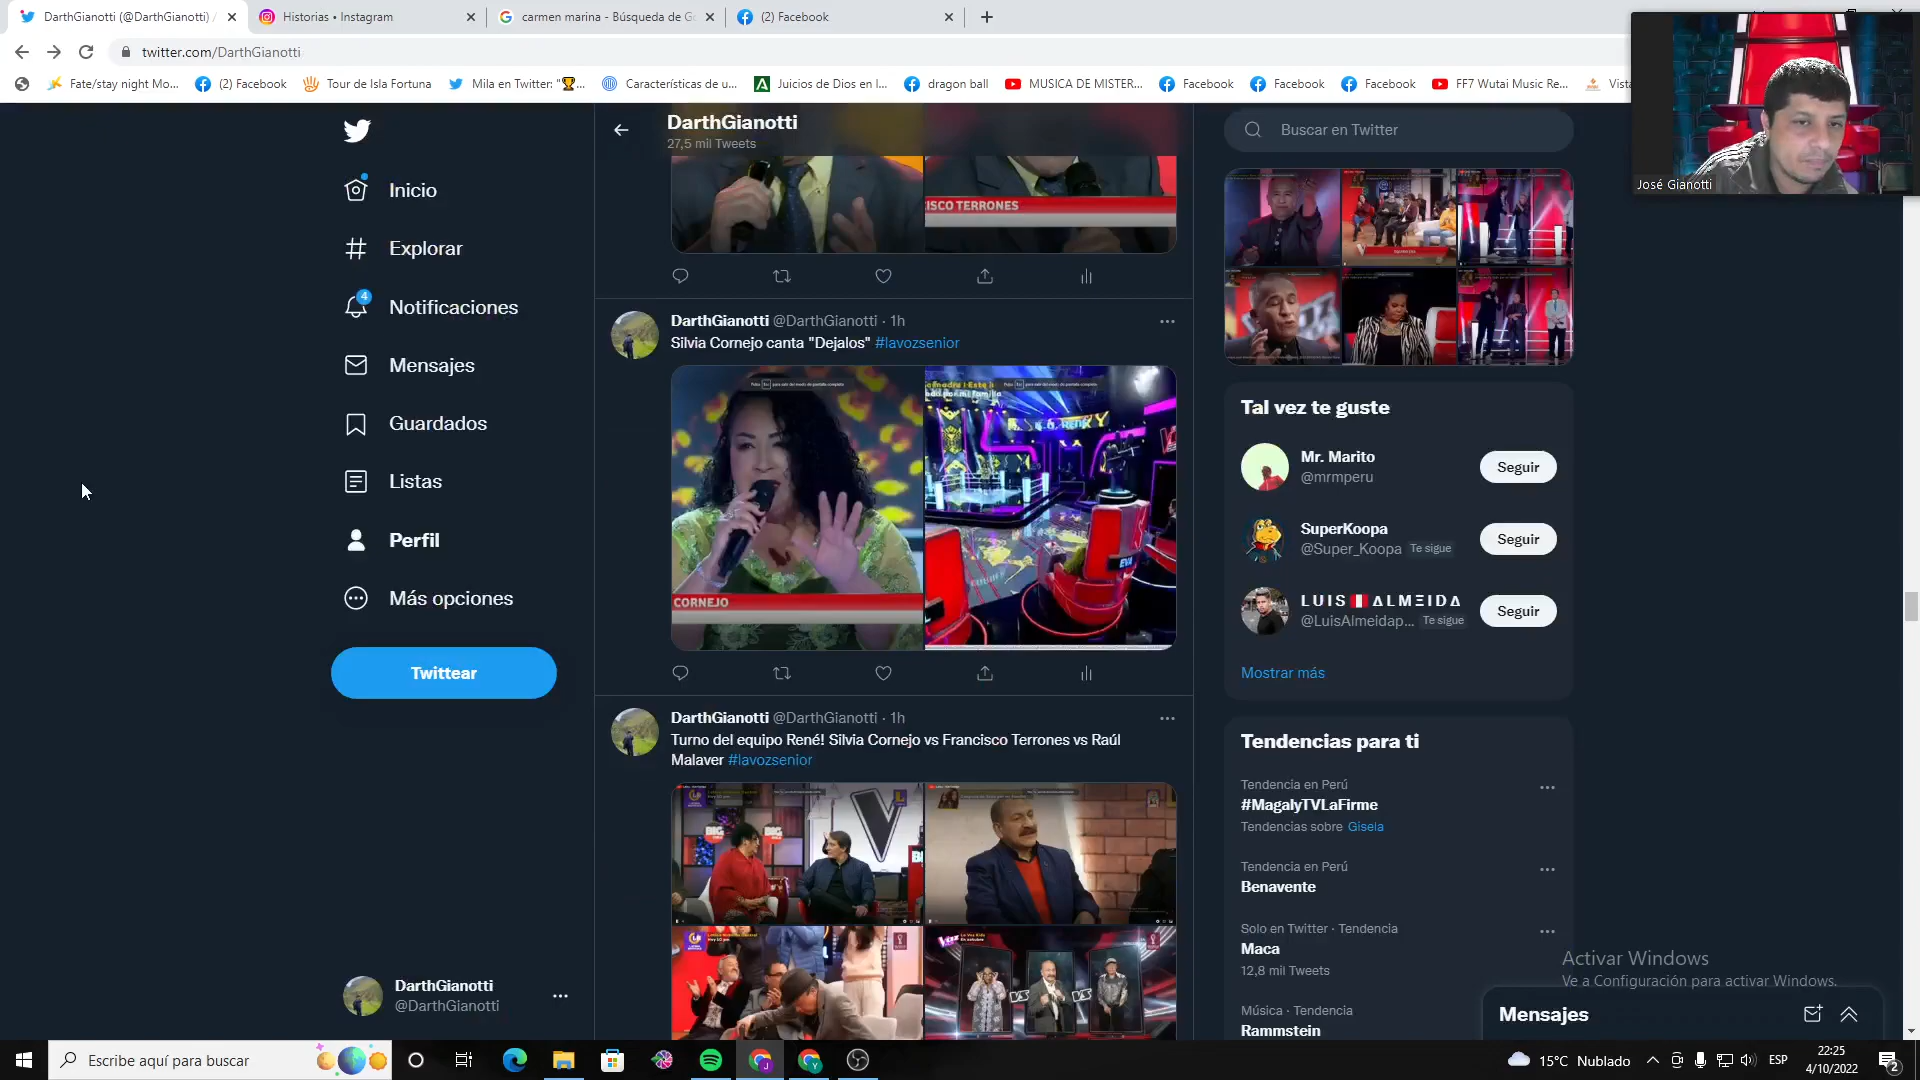 DarthGianotti (@DarthGianotti) /
Historias • Instagram
carmen marina - Búsqueda de Go
(2) Facebook
twitter.com/DarthGianotti
Fate/stay night Mo...
(2) Facebook
Tour de Isla Fortuna
Mila en Twitter: "🏆...
Características de u...
Juicios de Dios en l...
dragon ball
MUSICA DE MISTER...
Facebook
Facebook
Facebook
FF7 Wutai Music Re...
José Gianotti
Inicio
Explorar
4
Notificaciones
Mensajes
Guardados
Listas
Perfil
Más opciones
Twittear
DarthGianotti
@DarthGianotti
DarthGianotti
27,5 mil Tweets
ISCO TERRONES
DarthGianotti @DarthGianotti · 1h
Silvia Cornejo canta "Dejalos" #lavozsenior
CORNEJO
EVA
DarthGianotti @DarthGianotti · 1h
Turno del equipo René! Silvia Cornejo vs Francisco Terrones vs Raúl
Malaver #lavozsenior
VS
VS
Buscar en Twitter
Tal vez te guste
Mr. Marito
@mrmperu
Seguir
SuperKoopa
@Super_Koopa Te sigue
Seguir
L U I S 🇵🇪 Δ L M Ξ I D Δ
@LuisAlmeidap... Te sigue
Seguir
Mostrar más
Tendencias para ti
Tendencia en Perú
#MagalyTVLaFirme
Tendencias sobre Gisela
Tendencia en Perú
Benavente
Solo en Twitter · Tendencia
Maca
12,8 mil Tweets
Música · Tendencia
Rammstein
Activar Windows
Ve a Configuración para activar Windows.
Mensajes
Escribe aquí para buscar
15°C Nublado
ESP
22:25
4/10/2022
2